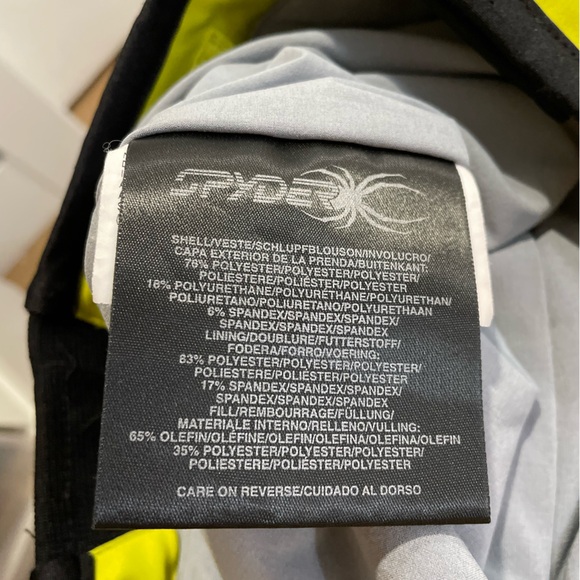 SPYDER
SHELL/VESTE/SCHLUPFBLOUSON/INVOLUCRO/
CAPA EXTERIOR DE LA PRENDA/BUITENKANT:
76% POLYESTER/POLYESTER/POLYESTER/
POLIESTERE/POLIÉSTER/POLYESTER
18% POLYURETHANE/POLYURÉTHANE/POLYURETHAN/
POLIURETANO/POLIURETANO/POLYURETHAAN
6% SPANDEX/SPANDEX/SPANDEX/
SPANDEX/SPANDEX/SPANDEX
LINING/DOUBLURE/FUTTERSTOFF/
FODERA/FORRO/VOERING:
83% POLYESTER/POLYESTER/POLYESTER/
POLIESTERE/POLIÉSTER/POLYESTER
17% SPANDEX/SPANDEX/SPANDEX/
SPANDEX/SPANDEX/SPANDEX
FILL/REMBOURRAGE/FÜLLUNG/
MATERIALE INTERNO/RELLENO/VULLING:
65% OLEFIN/OLÉFINE/OLEFIN/OLEFINA/OLEFINA/OLEFIN
35% POLYESTER/POLYESTER/POLYESTER/
POLIESTERE/POLIÉSTER/POLYESTER
CARE ON REVERSE/CUIDADO AL DORSO